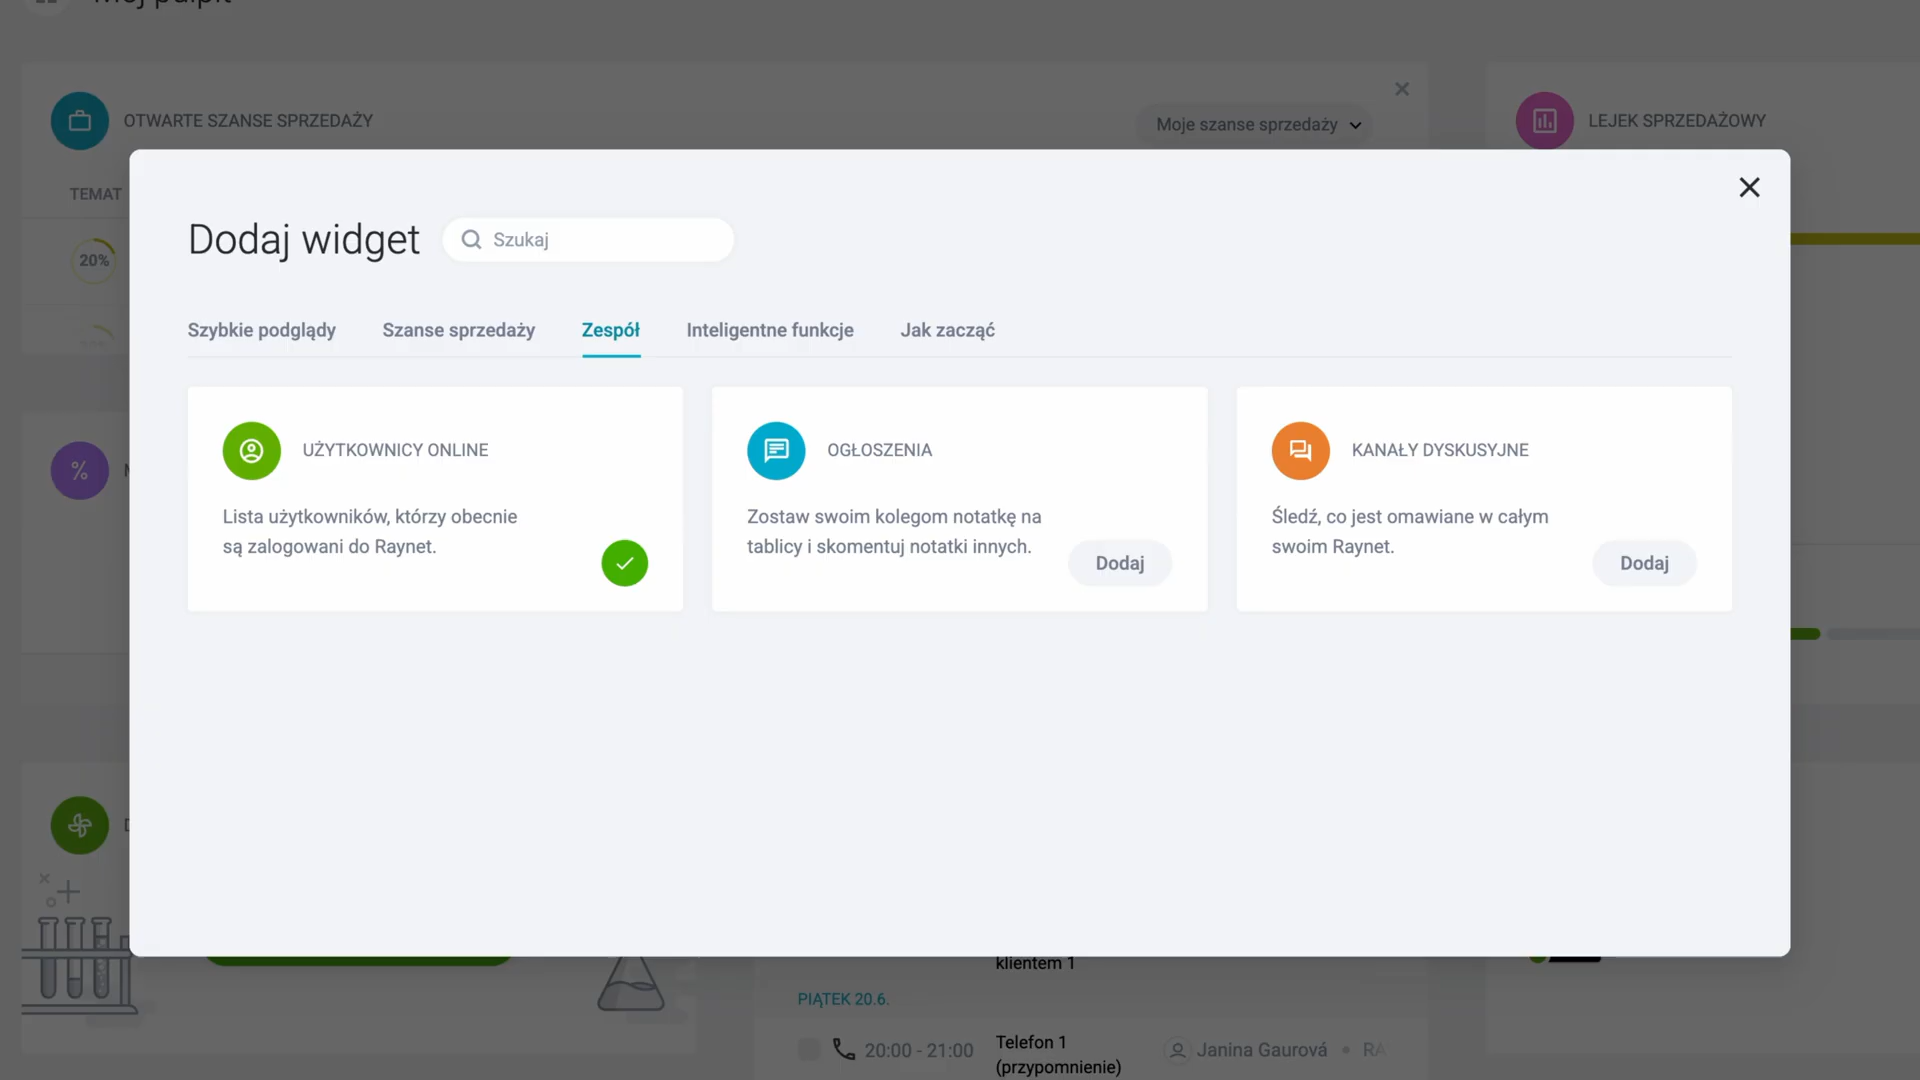 Mój pulpit
OTWARTE SZANSE SPRZEDAŻY
Moje szanse sprzedaży
LEJEK SPRZEDAŻOWY
TEMAT
20%
Dodaj widget
Szukaj
Szybkie podglądy
Szanse sprzedaży
Zespół
Inteligentne funkcje
Jak zacząć
UŻYTKOWNICY ONLINE
Lista użytkowników, którzy obecnie
są zalogowani do Raynet.
OGŁOSZENIA
Zostaw swoim kolegom notatkę na
tablicy i skomentuj notatki innych.
Dodaj
KANAŁY DYSKUSYJNE
Śledź, co jest omawiane w całym
swoim Raynet.
Dodaj
klientem 1
PIĄTEK 20.6.
20:00 - 21:00
Telefon 1
(przypomnienie)
Janina Gaurová
• RA